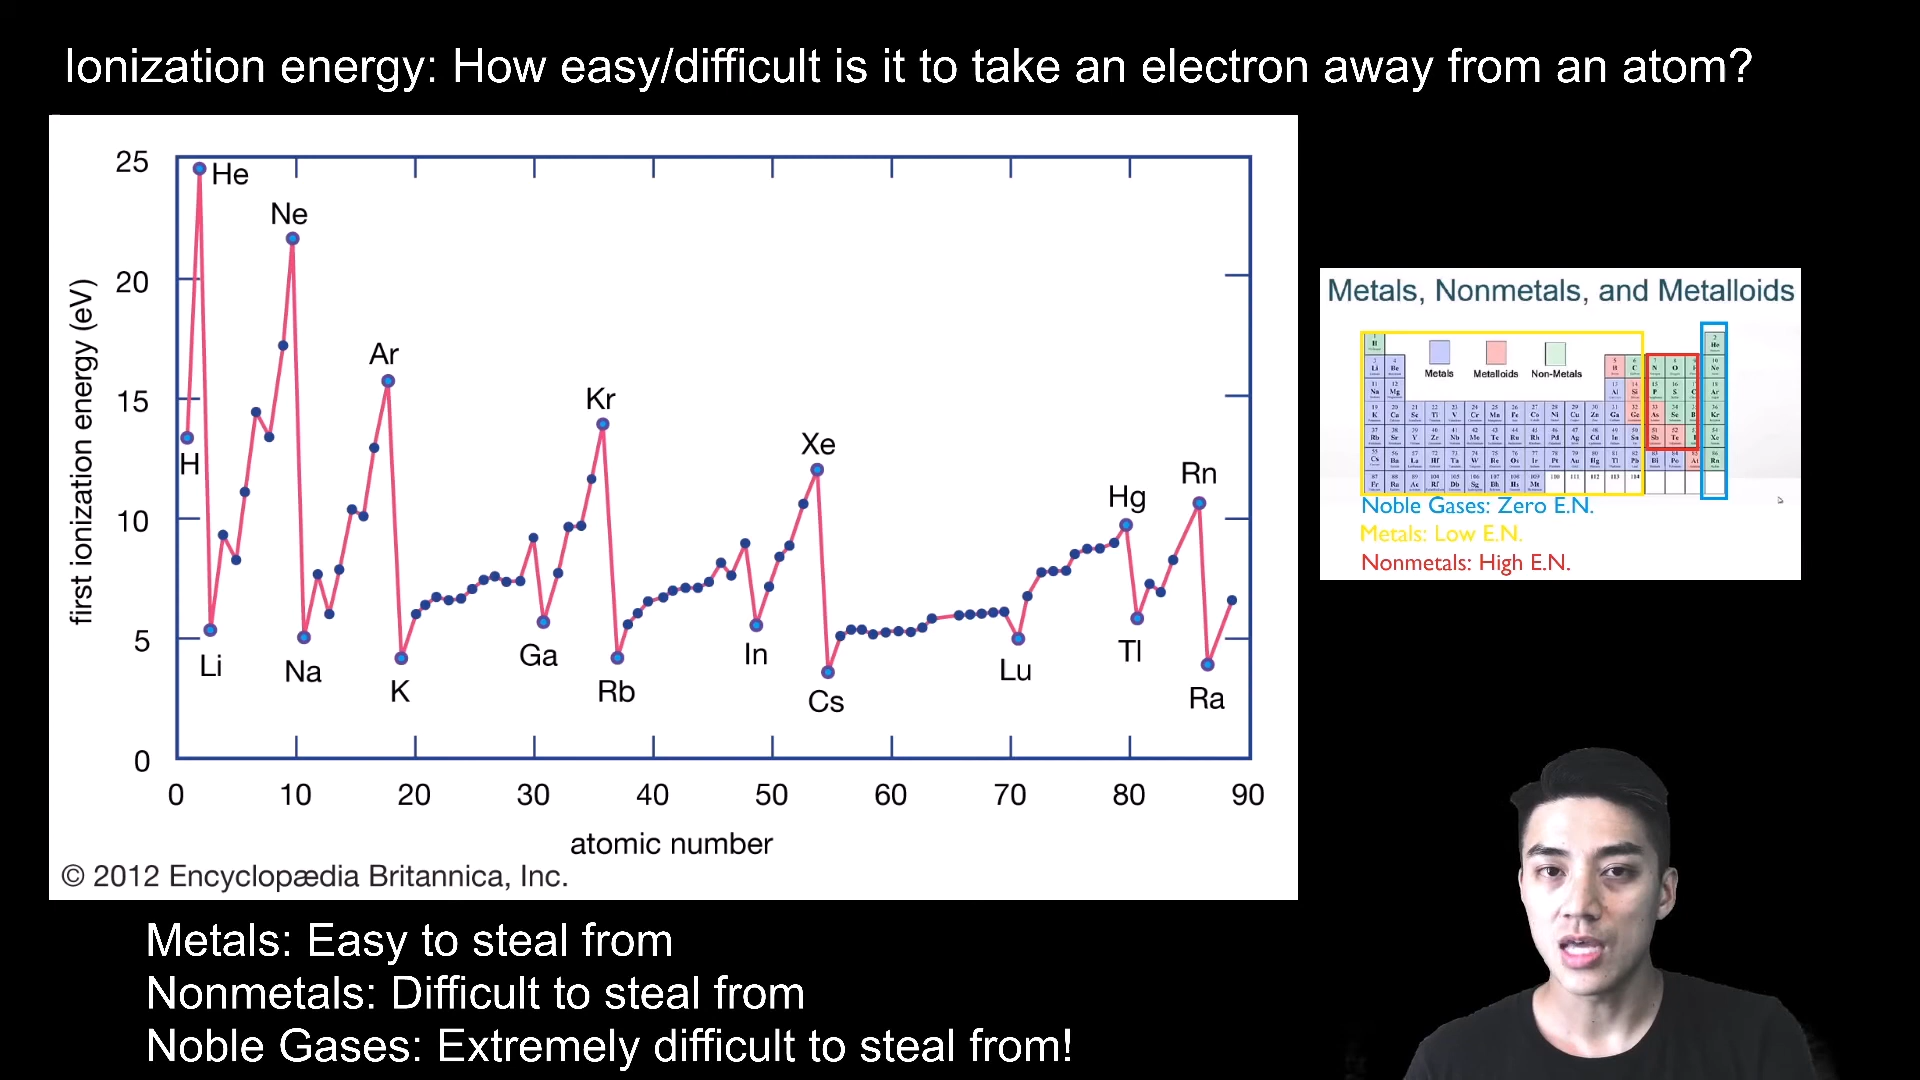 Ionization energy: How easy/difficult is it to take an electron away from an atom?
25
20
15
10
5
0
first ionization energy (eV)
He
Ne
Ar
Kr
Xe
Hg
Rn
H
Li
Na
K
Ga
Rb
In
Cs
Lu
Tl
Ra
0 10 20 30 40 50 60 70 80 90
atomic number
© 2012 Encyclopædia Britannica, Inc.
Metals, Nonmetals, and Metalloids
Metals Metalloids Non-Metals
Noble Gases: Zero E.N.
Metals: Low E.N.
Nonmetals: High E.N.
Metals: Easy to steal from
Nonmetals: Difficult to steal from
Noble Gases: Extremely difficult to steal from!